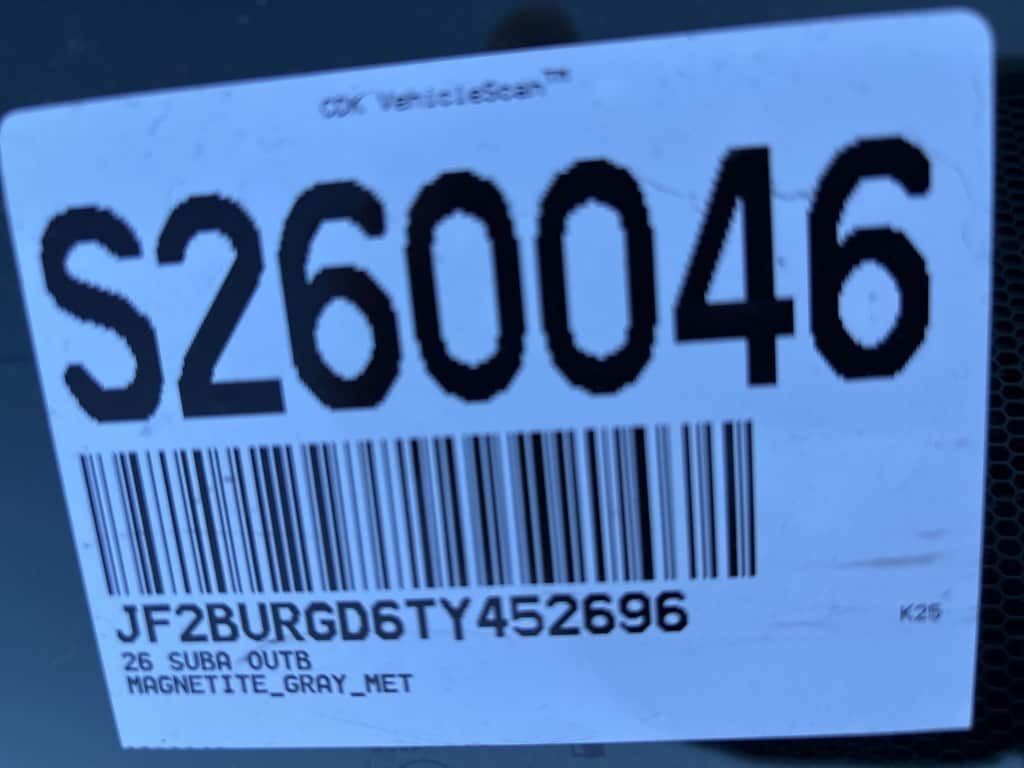 CDK VehicleScan™
S260046
JF2BURGD6TY452696
K25
26 SUBA OUTB
MAGNETITE_GRAY_MET